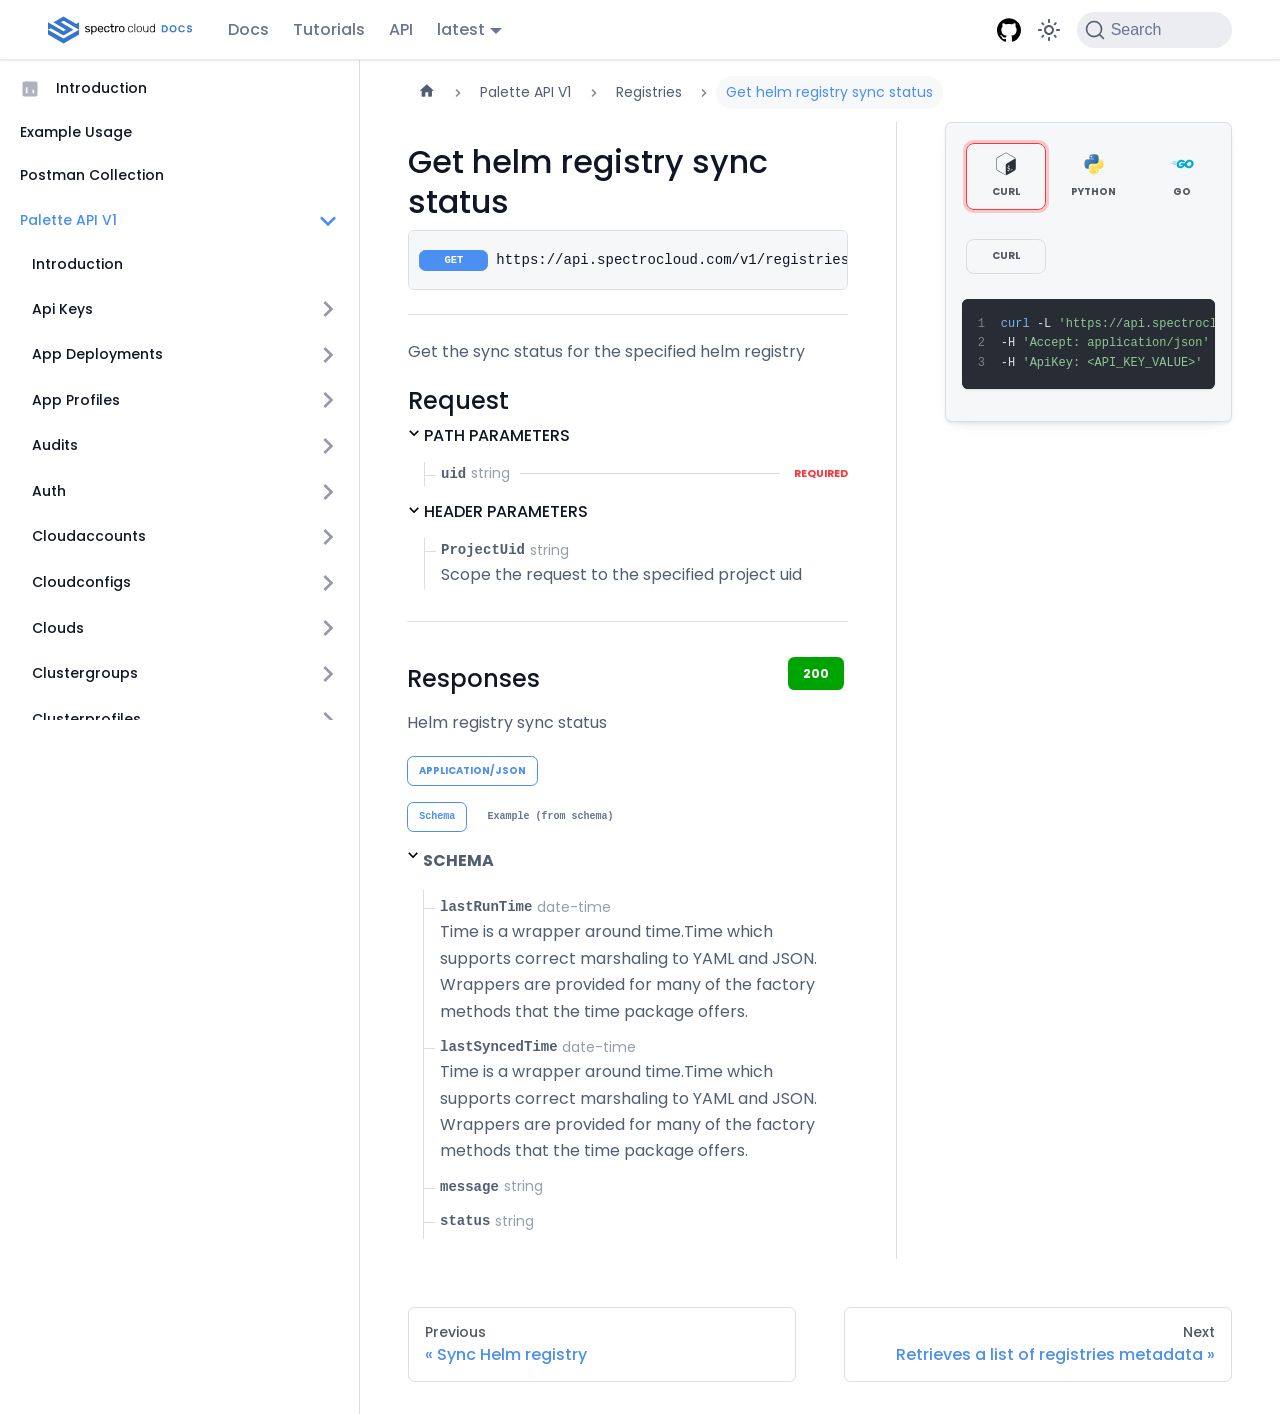 spectro cloud DOCS
Docs Tutorials API latest
Search
Introduction
Example Usage
Postman Collection
Palette API V1
Introduction
Api Keys
App Deployments
App Profiles
Audits
Auth
Cloudaccounts
Cloudconfigs
Clouds
Clustergroups
Clusterprofiles
Palette API V1
Registries
Get helm registry sync status
Get helm registry sync
status
GET https://api.spectrocloud.com/v1/registries
Get the sync status for the specified helm registry
Request
PATH PARAMETERS
uid string REQUIRED
HEADER PARAMETERS
ProjectUid string
Scope the request to the specified project uid
Responses
200
Helm registry sync status
APPLICATION/JSON
Schema Example (from schema)
SCHEMA
lastRunTime date-time
Time is a wrapper around time.Time which
supports correct marshaling to YAML and JSON.
Wrappers are provided for many of the factory
methods that the time package offers.
lastSyncedTime date-time
Time is a wrapper around time.Time which
supports correct marshaling to YAML and JSON.
Wrappers are provided for many of the factory
methods that the time package offers.
message string
status string
CURL PYTHON GO
CURL
1 curl -L 'https://api.spectrocl
2 -H 'Accept: application/json'
3 -H 'ApiKey: <API_KEY_VALUE>'
Previous
« Sync Helm registry
Next
Retrieves a list of registries metadata »